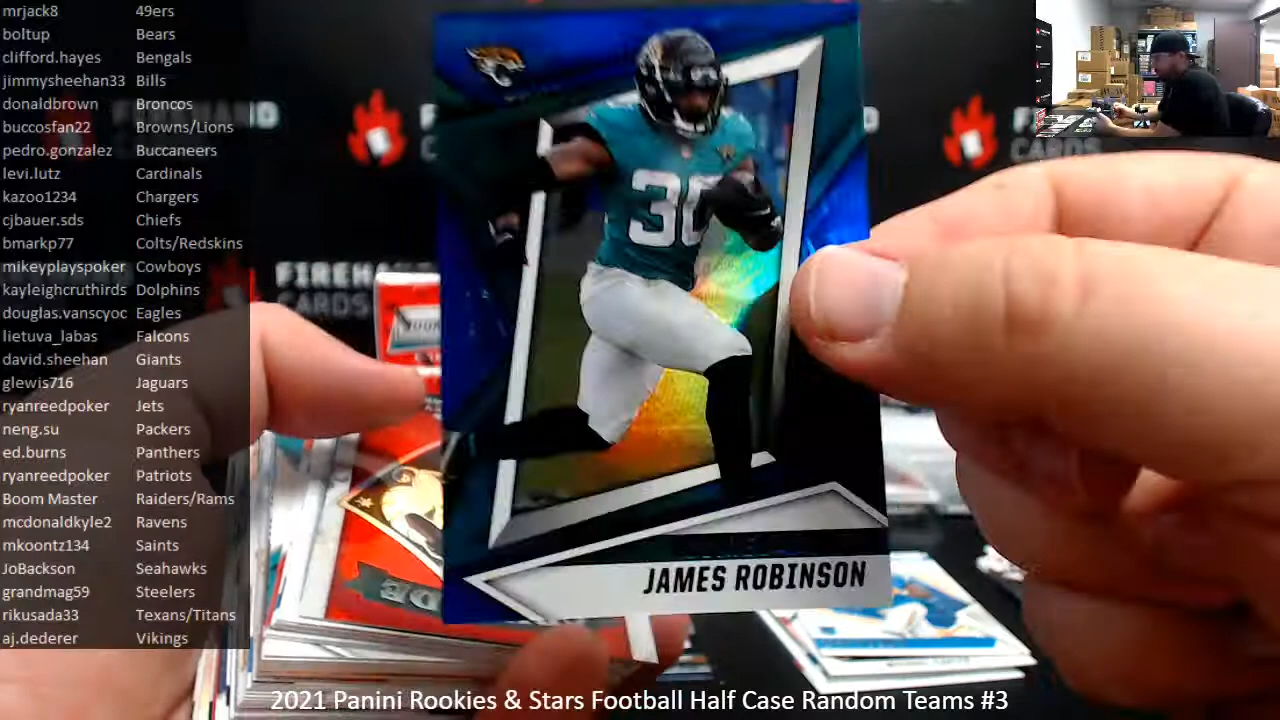 mrjack8 49ers
boltup Bears
clifford.hayes Bengals
jimmysheehan33 Bills
donaldbrown Broncos
buccosfan22 Browns/Lions
pedro.gonzalez Buccaneers
levi.lutz Cardinals
kazoo1234 Chargers
cjbauer.sds Chiefs
bmarkp77 Colts/Redskins
mikeyplayspoker Cowboys
kayleighcruthirds Dolphins
douglas.vanscyoc Eagles
lietuva_labas Falcons
david.sheehan Giants
glewis716 Jaguars
ryanreedpoker Jets
neng.su Packers
ed.burns Panthers
ryanreedpoker Patriots
Boom Master Raiders/Rams
mcdonaldkyle2 Ravens
mkoontz134 Saints
JoBackson Seahawks
grandmag59 Steelers
rikusada33 Texans/Titans
aj.dederer Vikings
FIREHA
CARDS
CARDS
30
JAMES ROBINSON
2021 Panini Rookies & Stars Football Half Case Random Teams #3